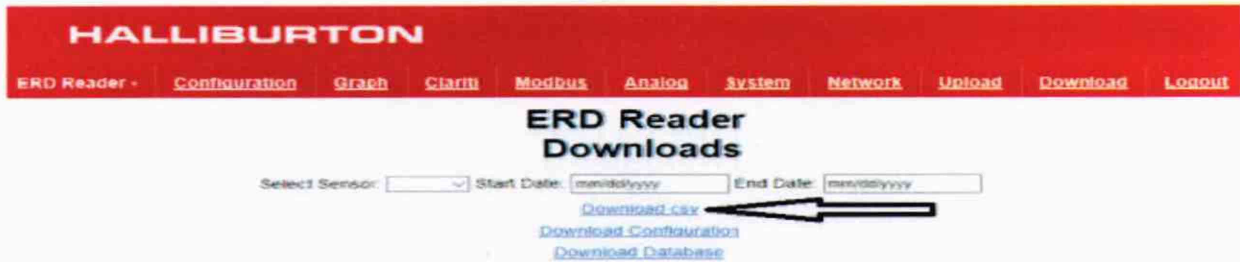 HALLIBURTON
ERD Reader - Configuration Graph Clariti Modbus Analog System Network Upload Download Logout
ERD Reader
Downloads
Select Sensor: Start Date: mm/dd/yyyy End Date: mm/dd/yyyy
Download csv
Download Configuration
Download Database